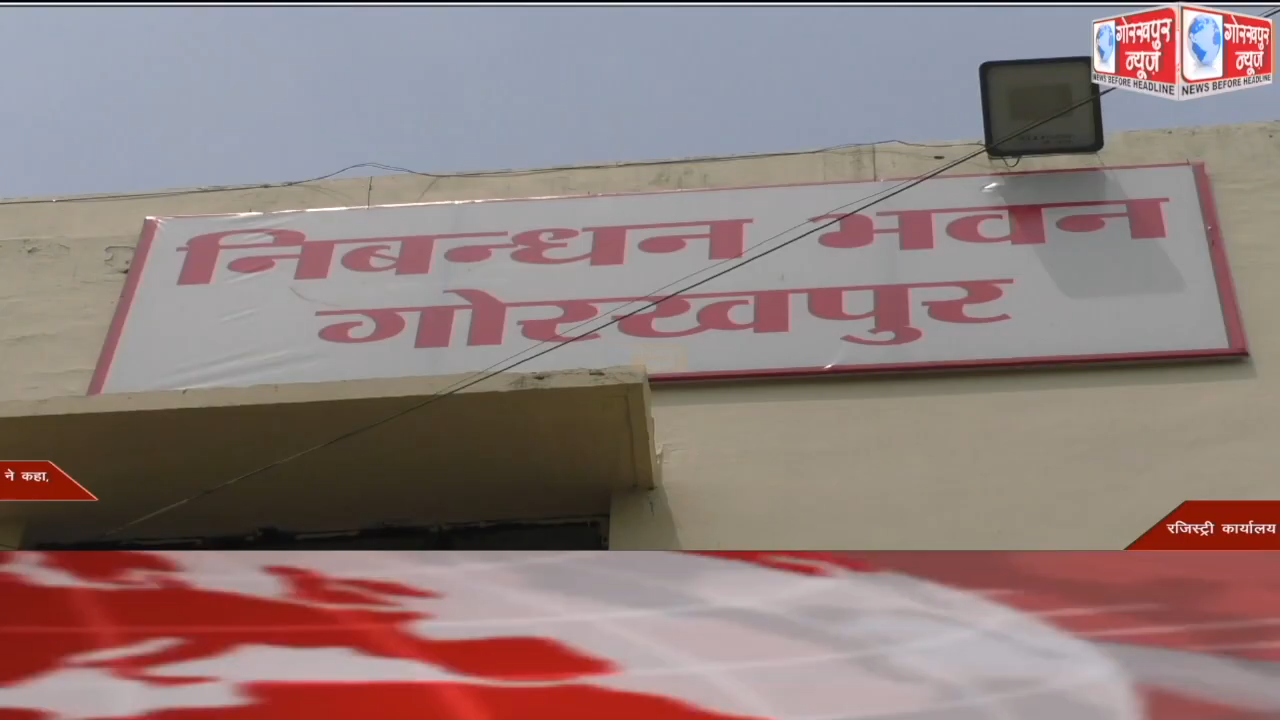 गोरखपुर
न्यूज़
NEWS BEFORE HEADLINE
गोरखपुर
न्यूज़
NEWS BEFORE HEADLINE
निबन्धन भवन
गोरखपुर
ने कहा,
रजिस्ट्री कार्यालय